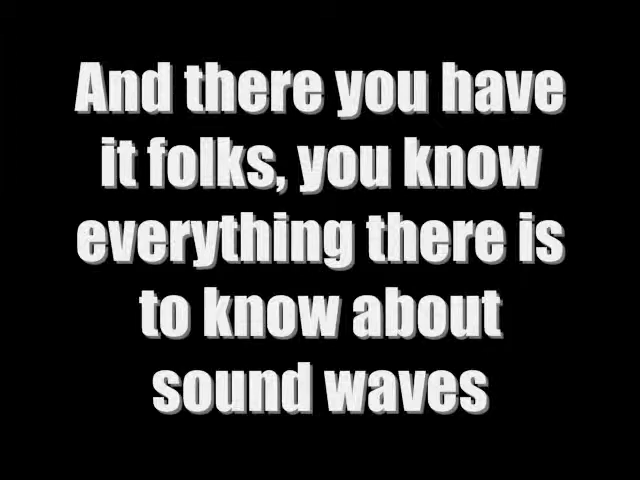 And there you have
it folks, you know
everything there is
to know about
sound waves